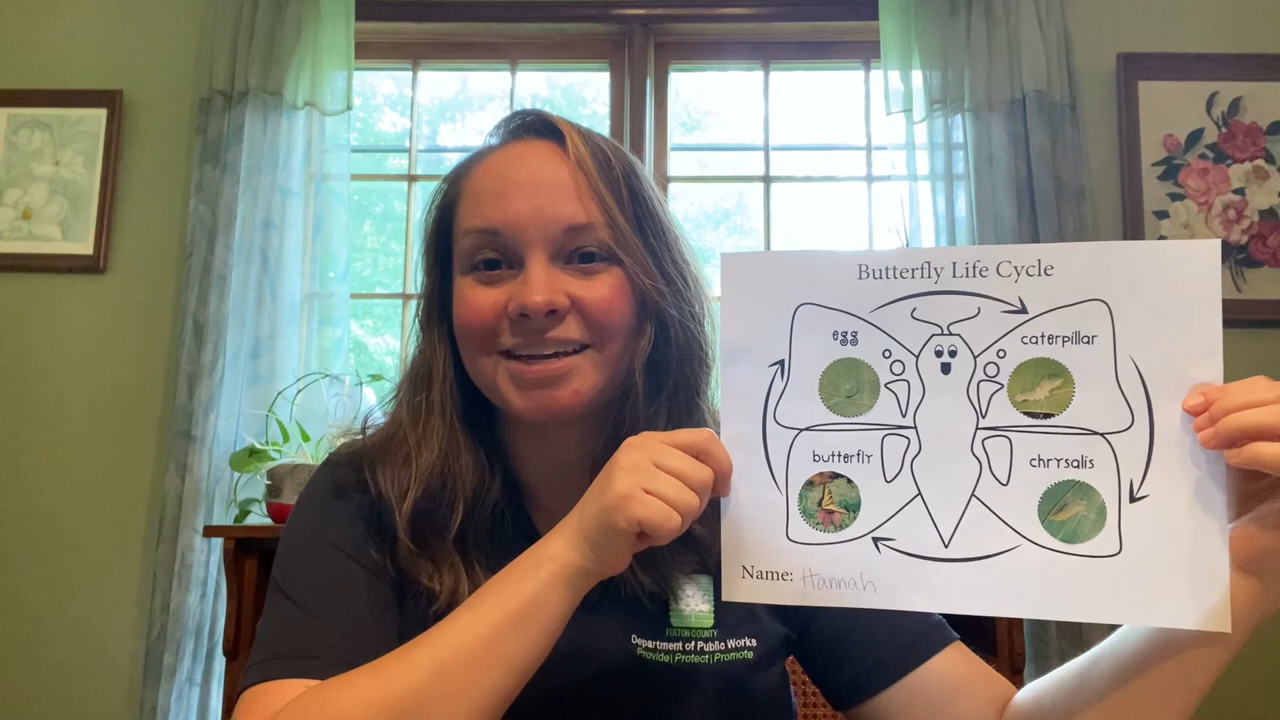 Butterfly Life Cycle
egg
caterpillar
butterfly
chrysalis
Name: Hannah
FULTON COUNTY
Department of Public Works
Provide | Protect | Promote